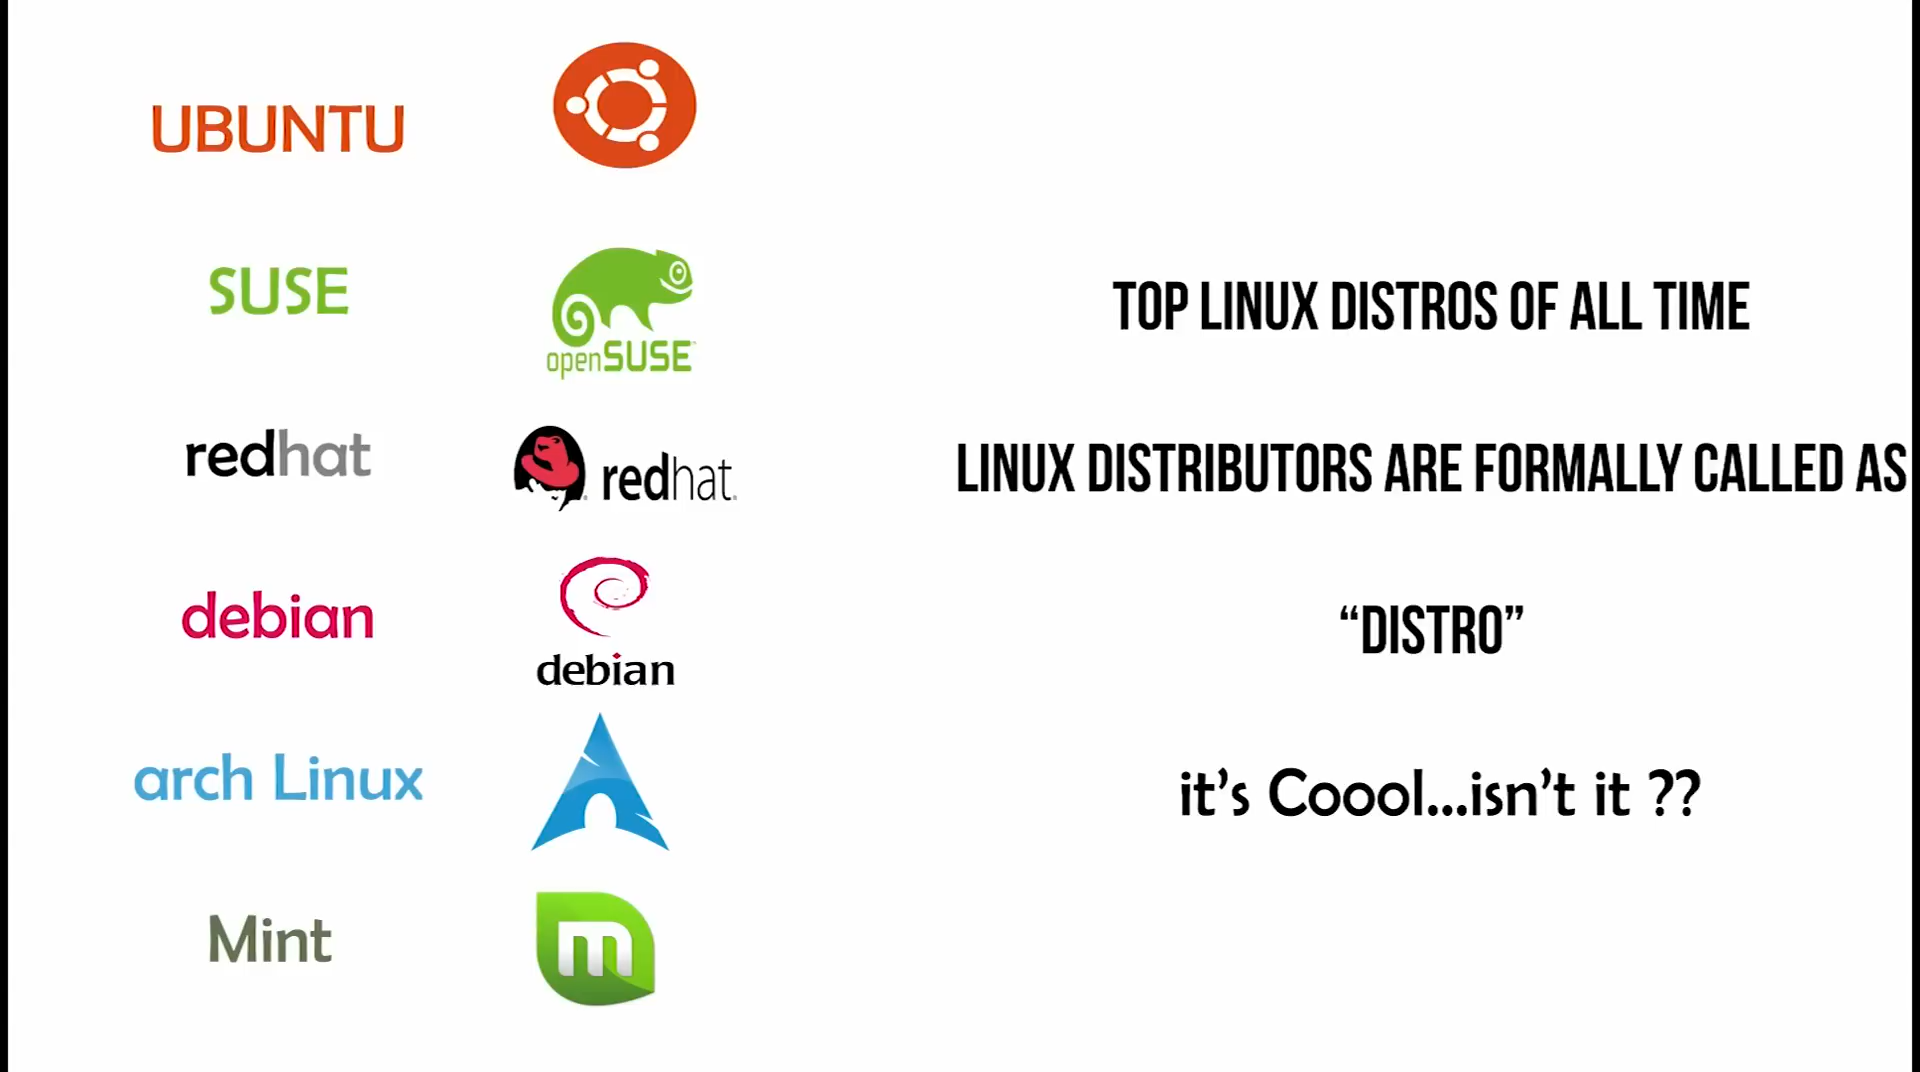 UBUNTU
SUSE
openSUSE
redhat
redhat.
debian
debian
arch Linux
Mint
m
TOP LINUX DISTROS OF ALL TIME
LINUX DISTRIBUTORS ARE FORMALLY CALLED AS
“DISTRO”
it’s Coool...isn’t it ??